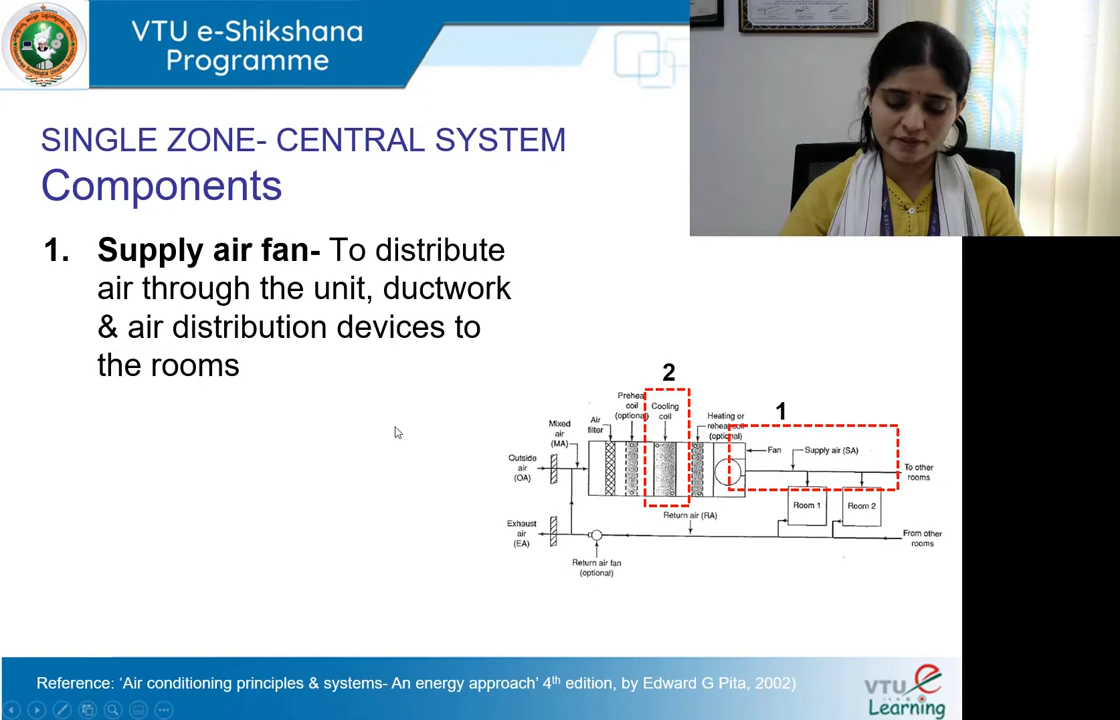 VTU e-Shikshana
Programme
SINGLE ZONE- CENTRAL SYSTEM
Components
1. Supply air fan- To distribute
air through the unit, ductwork
& air distribution devices to
the rooms
2
1
Preheat
coil
(optional)
Cooling
coil
Heating or
reheat coil
(optional)
Mixed
air
(MA)
Air
filter
Fan
Supply air (SA)
Outside
air
(OA)
To other
rooms
Room 1
Room 2
Return air (RA)
Exhaust
air
(EA)
From other
rooms
Return air fan
(optional)
Reference: ‘Air conditioning principles & systems- An energy approach’ 4th edition, by Edward G Pita, 2002)
VTU e
Learning